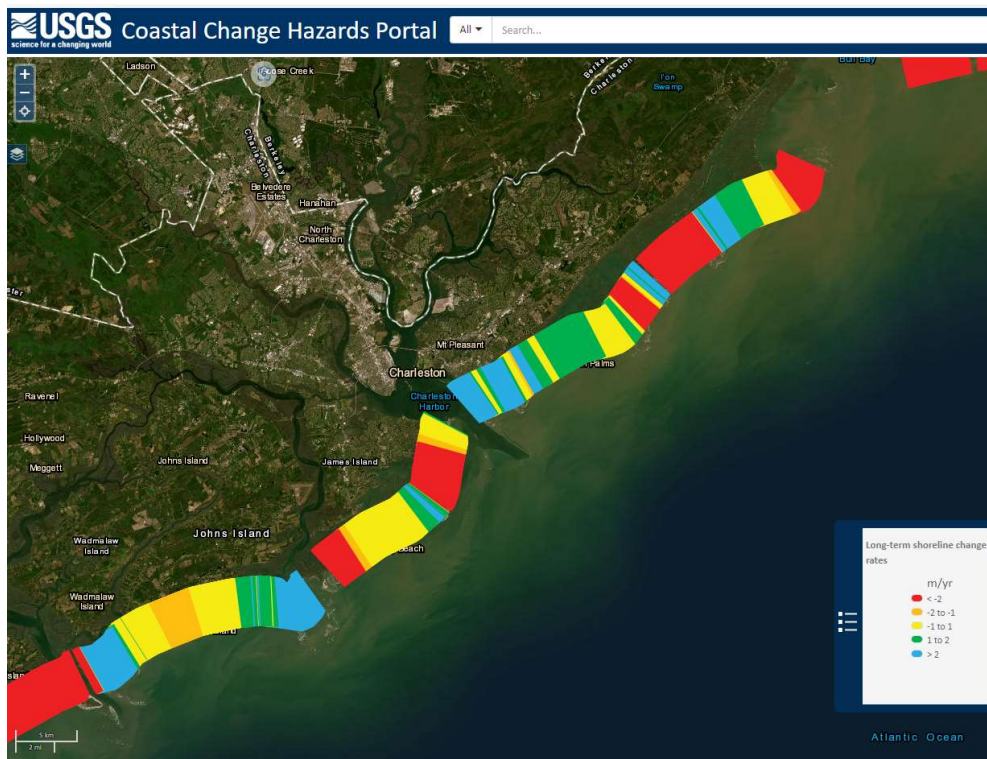 USGS
science for a changing world
Coastal Change Hazards Portal
All
Search...
+
−
Ladson
Goose Creek
Berkeley
Charleston
I'on
Swamp
Bull Bay
Berkeley
Charleston
Belvedere
Estates
Hanahan
North
Charleston
Mt Pleasant
Palms
Charleston
Charleston
Harbor
Ravenel
Hollywood
Meggett
Johns Island
James Island
Johns Island
Beach
Wadmalaw
Island
Wadmalaw
Island
Long-term shoreline change
rates
m/yr
< -2
-2 to -1
-1 to 1
1 to 2
> 2
5 km
2 mi
Atlantic Ocean